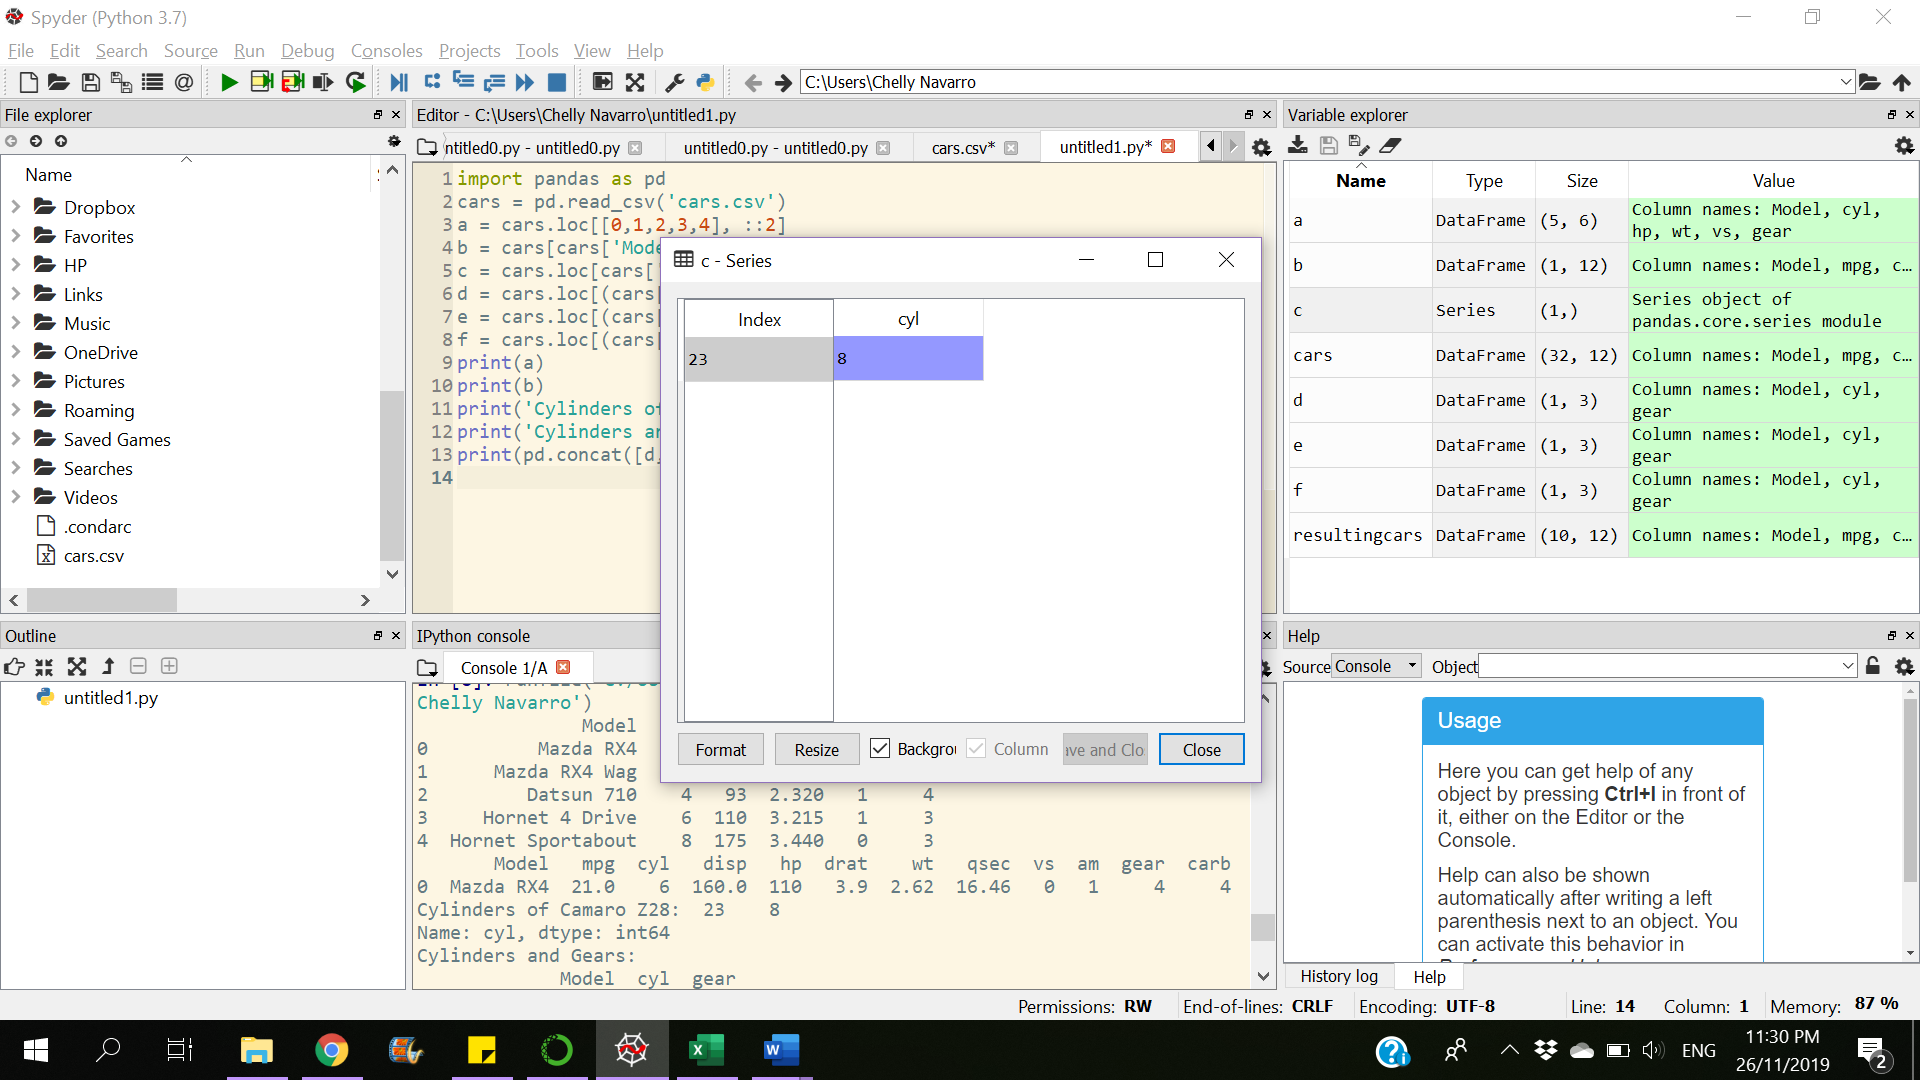 Spyder (Python 3.7)
File Edit Search Source Run Debug Consoles Projects Tools View Help
C:\Users\Chelly Navarro
File explorer
Name
Dropbox
Favorites
HP
Links
Music
OneDrive
Pictures
Roaming
Saved Games
Searches
Videos
.condarc
cars.csv
Outline
untitled1.py
Editor - C:\Users\Chelly Navarro\untitled1.py
ntitled0.py - untitled0.py untitled0.py - untitled0.py cars.csv* untitled1.py*
1 import pandas as pd
2 cars = pd.read_csv('cars.csv')
3 a = cars.loc[[0,1,2,3,4], ::2]
4 b = cars[cars['Mode
5 c = cars.loc[cars['
6 d = cars.loc[(cars[
7 e = cars.loc[(cars[
8 f = cars.loc[(cars[
9 print(a)
10 print(b)
11 print('Cylinders of
12 print('Cylinders an
13 print(pd.concat([d,
14
c - Series
Index cyl
23 8
Format Resize Backgrou Column ave and Clo Close
IPython console
Console 1/A
Chelly Navarro')
Model
0 Mazda RX4
1 Mazda RX4 Wag
2 Datsun 710 4 93 2.320 1 4
3 Hornet 4 Drive 6 110 3.215 1 3
4 Hornet Sportabout 8 175 3.440 0 3
Model mpg cyl disp hp drat wt qsec vs am gear carb
0 Mazda RX4 21.0 6 160.0 110 3.9 2.62 16.46 0 1 4 4
Cylinders of Camaro Z28: 23 8
Name: cyl, dtype: int64
Cylinders and Gears:
Model cyl gear
Variable explorer
Name Type Size Value
a DataFrame (5, 6) Column names: Model, cyl,
hp, wt, vs, gear
b DataFrame (1, 12) Column names: Model, mpg, c...
c Series (1,) Series object of
pandas.core.series module
cars DataFrame (32, 12) Column names: Model, mpg, c...
d DataFrame (1, 3) Column names: Model, cyl,
gear
e DataFrame (1, 3) Column names: Model, cyl,
gear
f DataFrame (1, 3) Column names: Model, cyl,
gear
resultingcars DataFrame (10, 12) Column names: Model, mpg, c...
Help
Source Console Object
Usage
Here you can get help of any
object by pressing Ctrl+I in front of
it, either on the Editor or the
Console.
Help can also be shown
automatically after writing a left
parenthesis next to an object. You
can activate this behavior in
History log Help
Permissions: RW End-of-lines: CRLF Encoding: UTF-8 Line: 14 Column: 1 Memory: 87 %
ENG
11:30 PM
26/11/2019
2